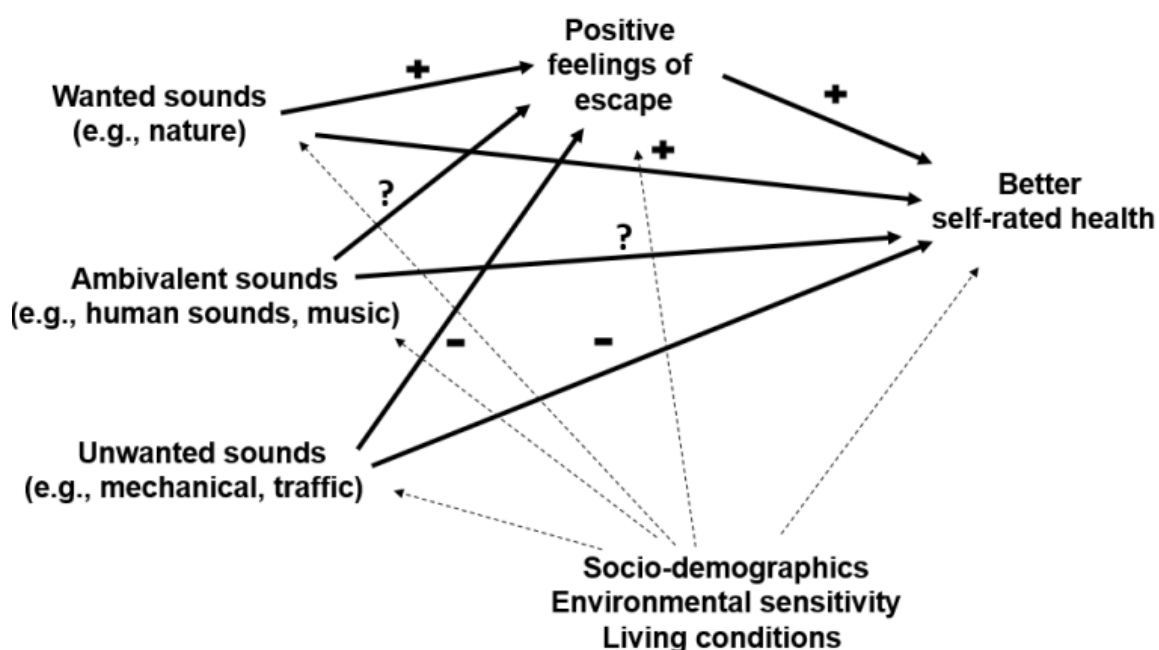 Positive
feelings of
escape
+
+
Wanted sounds
(e.g., nature)
+
Better
self-rated health
?
?
Ambivalent sounds
(e.g., human sounds, music)
-
-
Unwanted sounds
(e.g., mechanical, traffic)
Socio-demographics
Environmental sensitivity
Living conditions